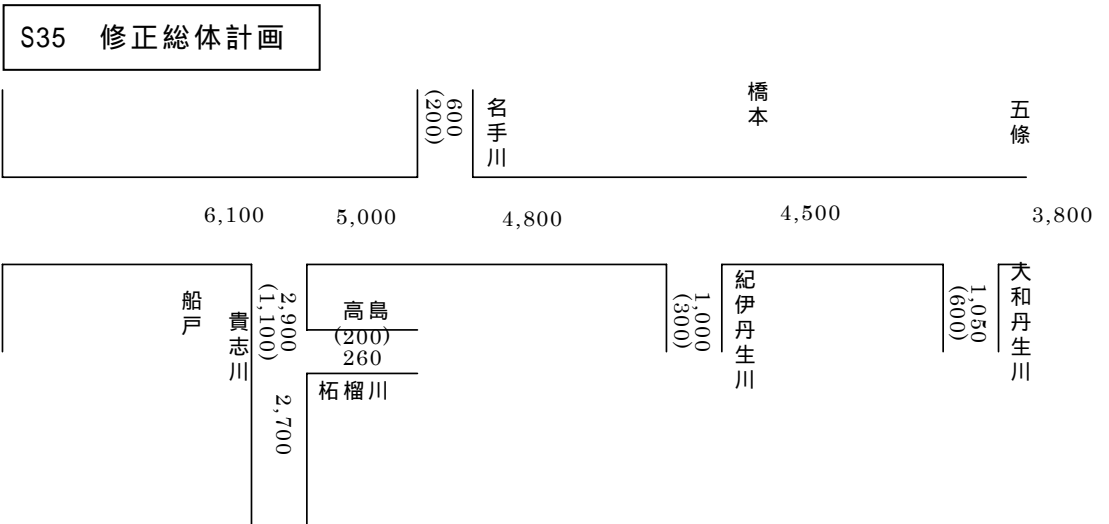 S35 修正総体計画
600
(200)
名手川
橋本
五條
6,100
5,000
4,800
4,500
3,800
船戸
貴志川
2,900
(1,100)
高島
(200)
260
柘榴川
2,700
1,000
(300)
紀伊丹生川
1,050
(600)
大和丹生川